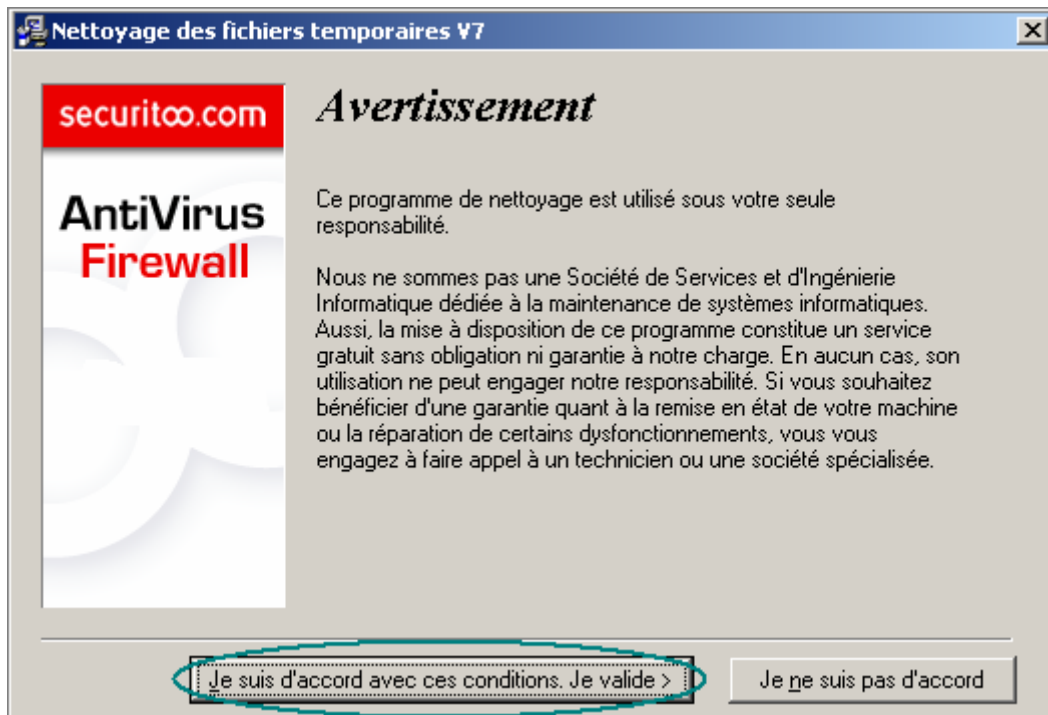 Nettoyage des fichiers temporaires V7
securitoo.com
AntiVirus
Firewall
Avertissement
Ce programme de nettoyage est utilisé sous votre seule
responsabilité.
Nous ne sommes pas une Société de Services et d'Ingénierie
Informatique dédiée à la maintenance de systèmes informatiques.
Aussi, la mise à disposition de ce programme constitue un service
gratuit sans obligation ni garantie à notre charge. En aucun cas, son
utilisation ne peut engager notre responsabilité. Si vous souhaitez
bénéficier d'une garantie quant à la remise en état de votre machine
ou la réparation de certains dysfonctionnements, vous vous
engagez à faire appel à un technicien ou une société spécialisée.
Je suis d'accord avec ces conditions. Je valide >
Je ne suis pas d'accord